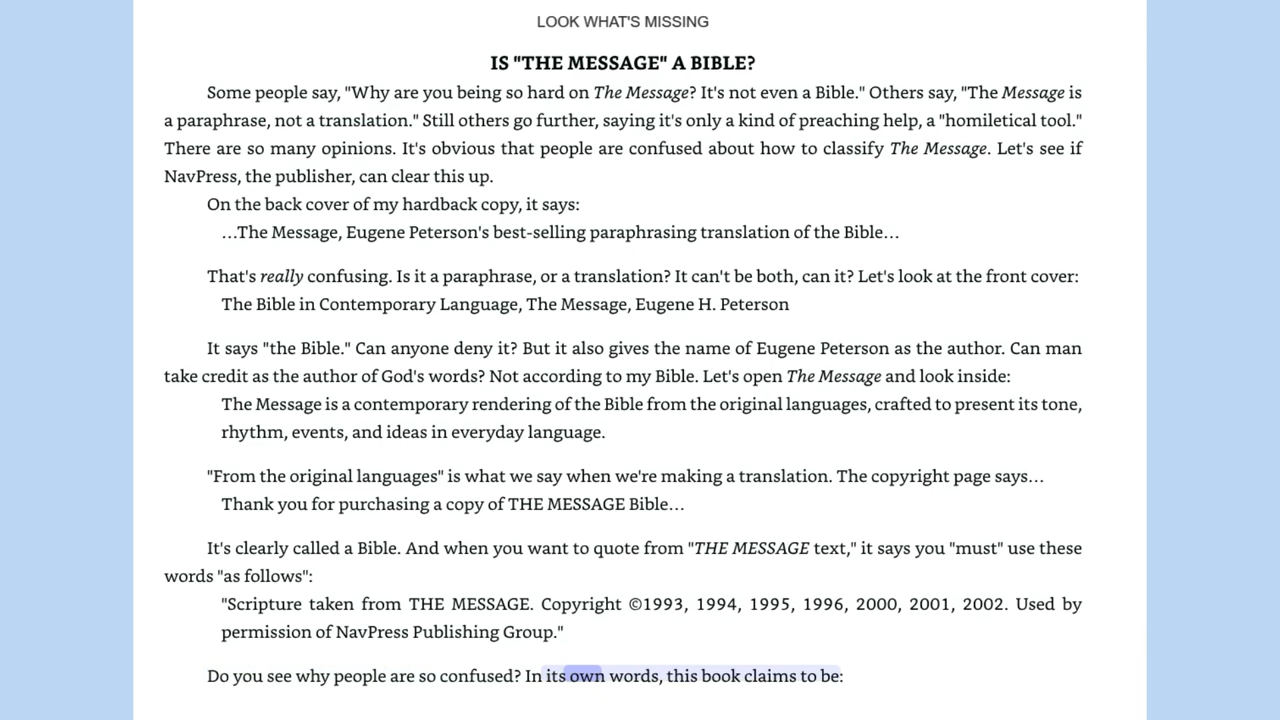 LOOK WHAT'S MISSING
IS "THE MESSAGE" A BIBLE?
Some people say, "Why are you being so hard on The Message? It's not even a Bible." Others say, "The Message is
a paraphrase, not a translation." Still others go further, saying it's only a kind of preaching help, a "homiletical tool."
There are so many opinions. It's obvious that people are confused about how to classify The Message. Let's see if
NavPress, the publisher, can clear this up.
On the back cover of my hardback copy, it says:
…The Message, Eugene Peterson's best-selling paraphrasing translation of the Bible…
That's really confusing. Is it a paraphrase, or a translation? It can't be both, can it? Let's look at the front cover:
The Bible in Contemporary Language, The Message, Eugene H. Peterson
It says "the Bible." Can anyone deny it? But it also gives the name of Eugene Peterson as the author. Can man
take credit as the author of God's words? Not according to my Bible. Let's open The Message and look inside:
The Message is a contemporary rendering of the Bible from the original languages, crafted to present its tone,
rhythm, events, and ideas in everyday language.
"From the original languages" is what we say when we're making a translation. The copyright page says…
Thank you for purchasing a copy of THE MESSAGE Bible…
It's clearly called a Bible. And when you want to quote from "THE MESSAGE text," it says you "must" use these
words "as follows":
"Scripture taken from THE MESSAGE. Copyright ©1993, 1994, 1995, 1996, 2000, 2001, 2002. Used by
permission of NavPress Publishing Group."
Do you see why people are so confused? In its own words, this book claims to be: